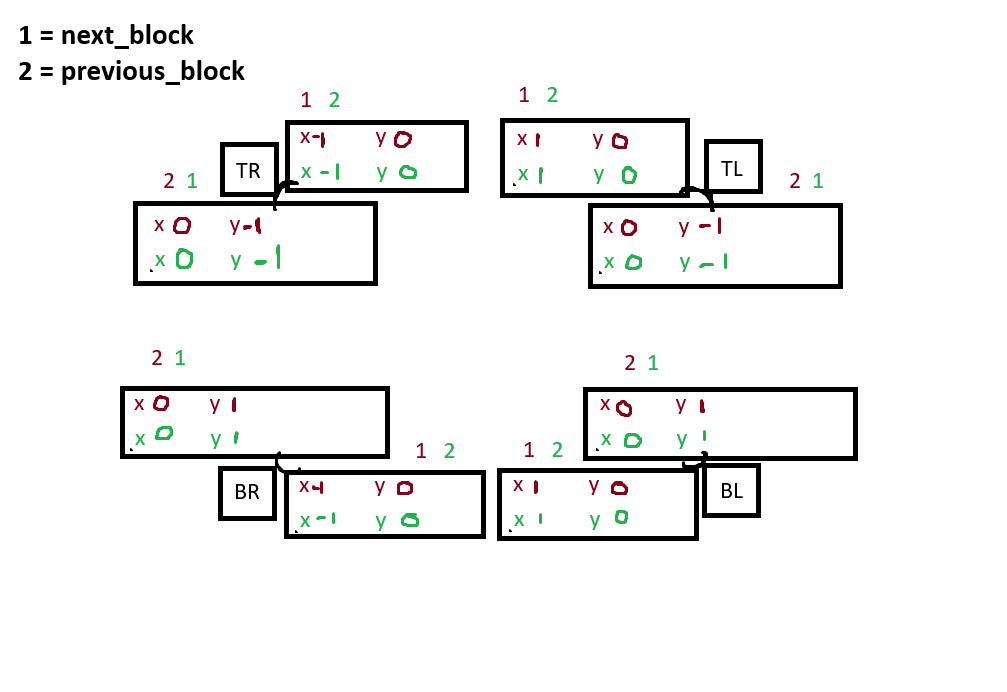 1 = next_block
2 = previous_block
1 2
1 2
x -1 y 0
x 1 y 0
TR
x -1 y 0
TL
x 1 y 0
2 1
2 1
x 0 y -1
x 0 y -1
x 0 y -1
x 0 y -1
2 1
2 1
x 0 y 1
x 0 y 1
x 0 y 1
x 0 y 1
1 2
1 2
BR
x -1 y 0
x 1 y 0
BL
x -1 y 0
x 1 y 0